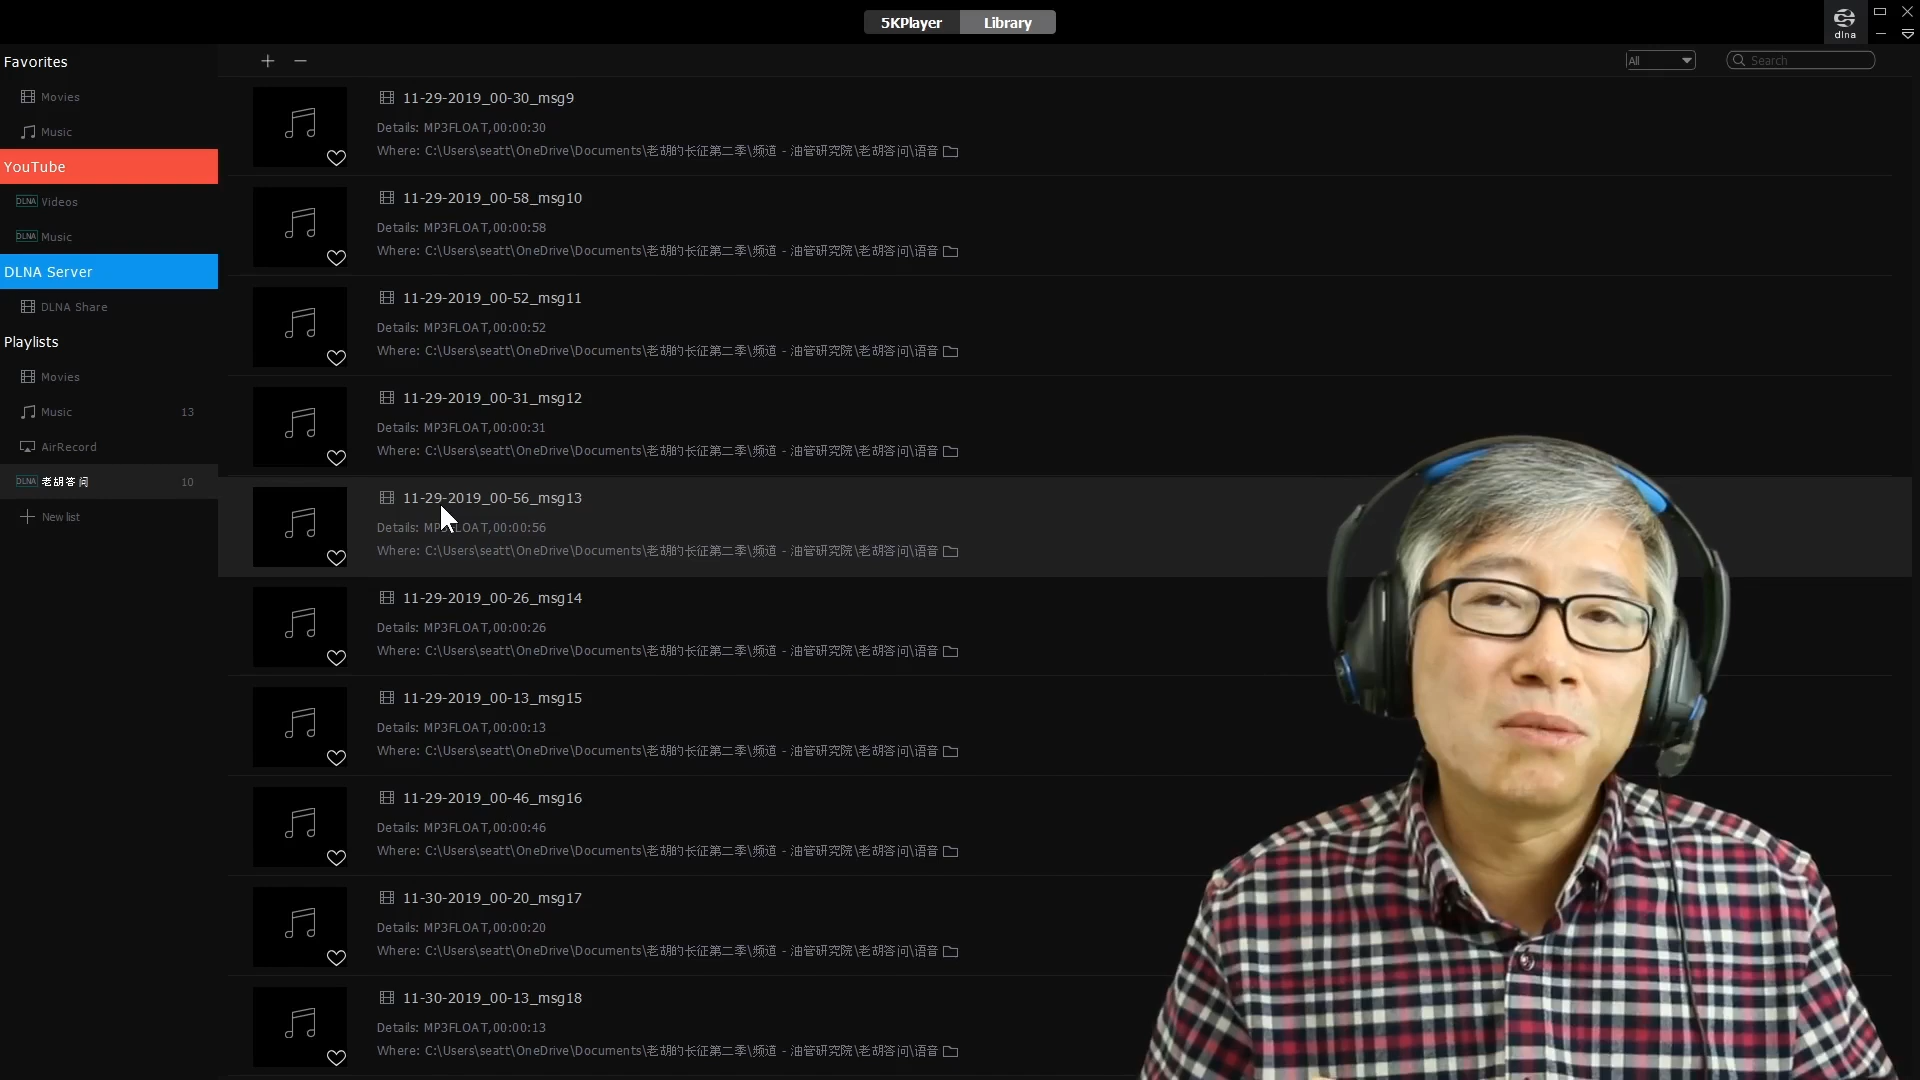 5KPlayer Library
dlna
Favorites
Movies
Music
YouTube
DLNA Videos
DLNA Music
DLNA Server
DLNA Share
Playlists
Movies
Music 13
AirRecord
DLNA 老胡答问 10
New list
All
Search
11-29-2019_00-30_msg9
Details: MP3FLOAT,00:00:30
Where: C:\Users\seatt\OneDrive\Documents\老胡的长征第二季\频道 - 油管研究院\老胡答问\语音
11-29-2019_00-58_msg10
Details: MP3FLOAT,00:00:58
Where: C:\Users\seatt\OneDrive\Documents\老胡的长征第二季\频道 - 油管研究院\老胡答问\语音
11-29-2019_00-52_msg11
Details: MP3FLOAT,00:00:52
Where: C:\Users\seatt\OneDrive\Documents\老胡的长征第二季\频道 - 油管研究院\老胡答问\语音
11-29-2019_00-31_msg12
Details: MP3FLOAT,00:00:31
Where: C:\Users\seatt\OneDrive\Documents\老胡的长征第二季\频道 - 油管研究院\老胡答问\语音
11-29-2019_00-56_msg13
Details: MP3FLOAT,00:00:56
Where: C:\Users\seatt\OneDrive\Documents\老胡的长征第二季\频道 - 油管研究院\老胡答问\语音
11-29-2019_00-26_msg14
Details: MP3FLOAT,00:00:26
Where: C:\Users\seatt\OneDrive\Documents\老胡的长征第二季\频道 - 油管研究院\老胡答问\语音
11-29-2019_00-13_msg15
Details: MP3FLOAT,00:00:13
Where: C:\Users\seatt\OneDrive\Documents\老胡的长征第二季\频道 - 油管研究院\老胡答问\语音
11-29-2019_00-46_msg16
Details: MP3FLOAT,00:00:46
Where: C:\Users\seatt\OneDrive\Documents\老胡的长征第二季\频道 - 油管研究院\老胡答问\语音
11-30-2019_00-20_msg17
Details: MP3FLOAT,00:00:20
Where: C:\Users\seatt\OneDrive\Documents\老胡的长征第二季\频道 - 油管研究院\老胡答问\语音
11-30-2019_00-13_msg18
Details: MP3FLOAT,00:00:13
Where: C:\Users\seatt\OneDrive\Documents\老胡的长征第二季\频道 - 油管研究院\老胡答问\语音